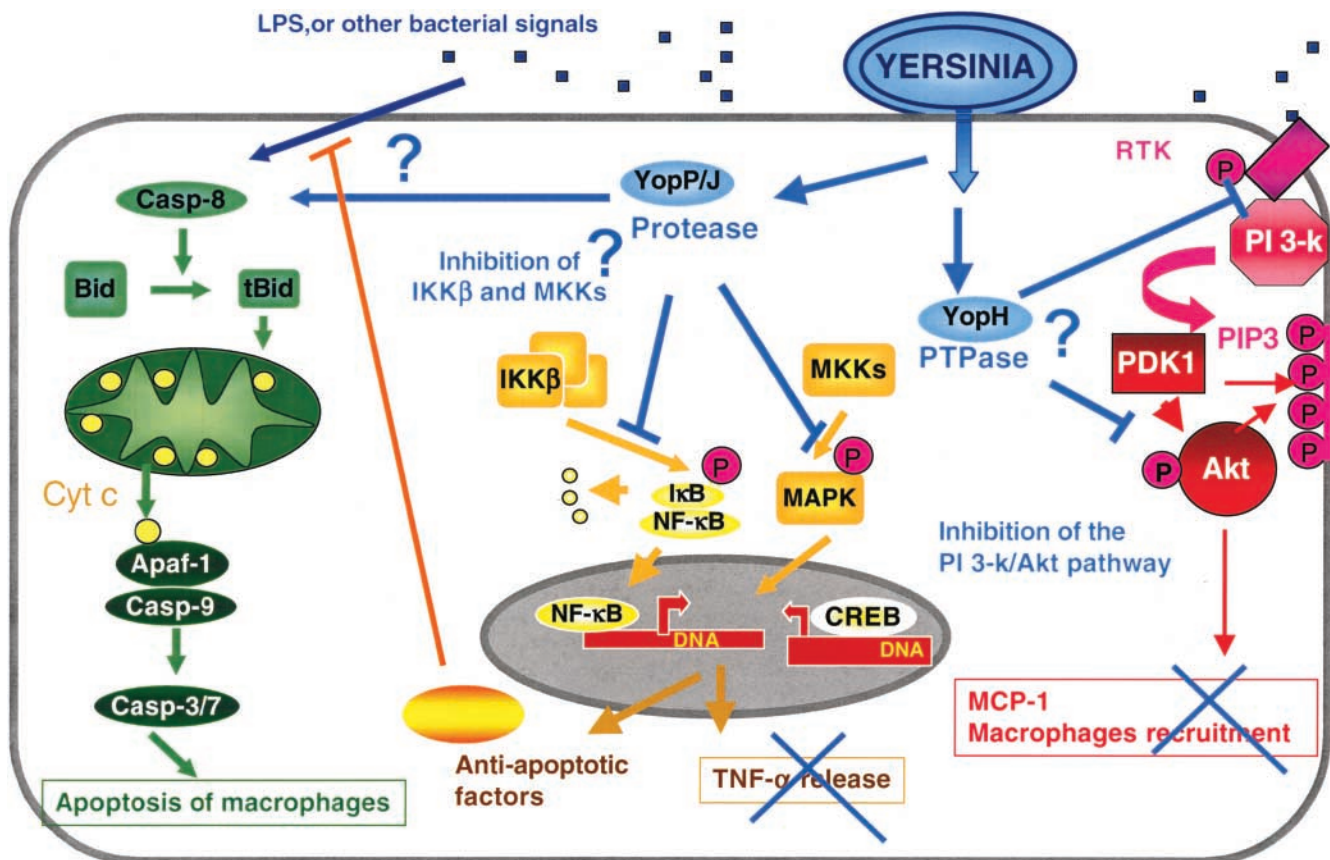 LPS,or other bacterial signals
YERSINIA
RTK
P
?
YopP/J
Casp-8
Protease
PI 3-k
Inhibition of ?
IKKβ and MKKs
Bid
tBid
YopH
PTPase
?
PIP3
P
PDK1
P
IKKβ
MKKs
P
P
Cyt c
P
P
P
Akt
IκB
NF-κB
MAPK
Inhibition of the
PI 3-k/Akt pathway
Apaf-1
Casp-9
NF-κB
DNA
CREB
DNA
Casp-3/7
MCP-1
Macrophages recruitment
Anti-apoptotic
factors
TNF-α release
Apoptosis of macrophages